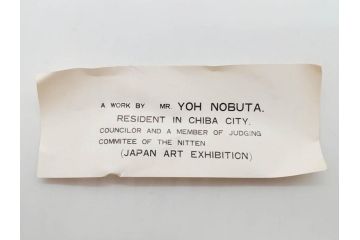 A WORK BY MR. YOH NOBUTA.
RESIDENT IN CHIBA CITY.
COUNCILOR AND A MEMBER OF JUDGING
COMMITEE OF THE NITTEN
(JAPAN ART EXHIBITION)